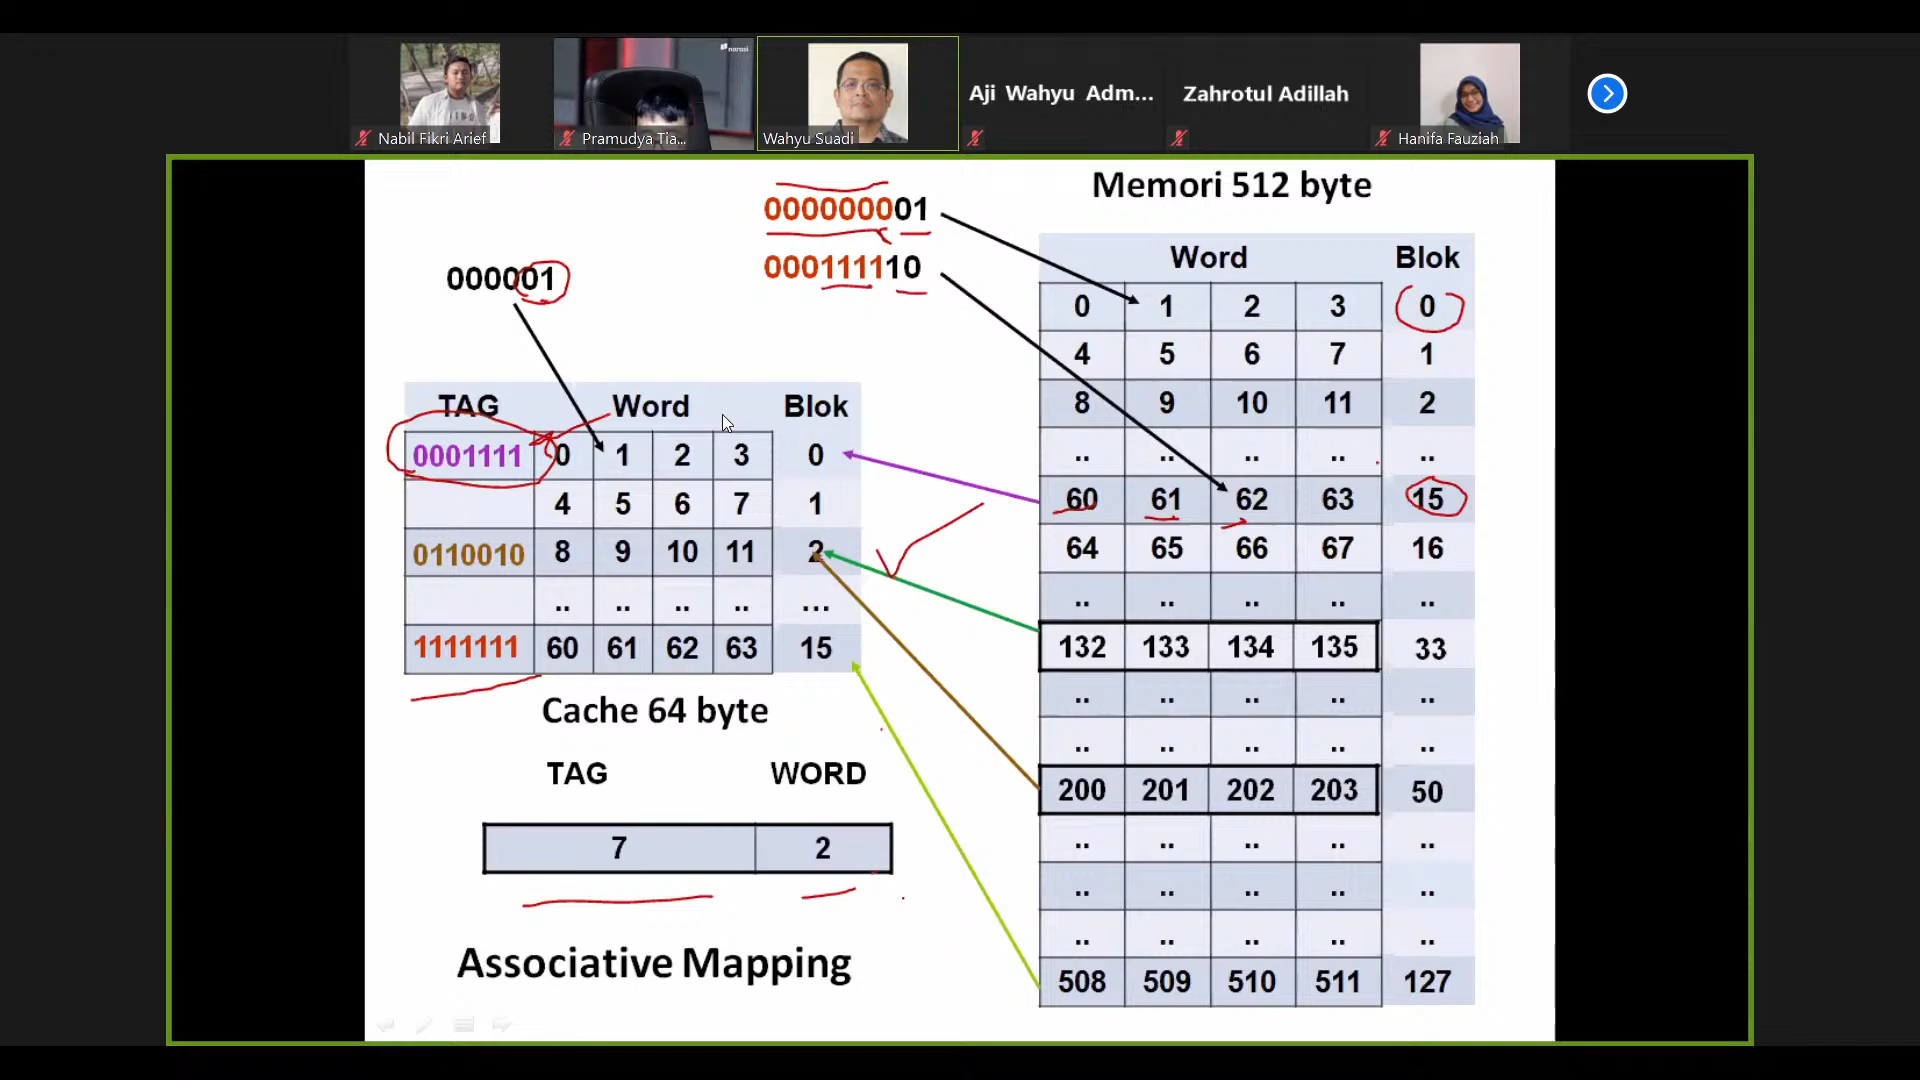 narasi
Nabil Fikri Arief
Pramudya Tia...
Wahyu Suadi
Aji Wahyu Adm...
Zahrotul Adillah
Hanifa Fauziah
Memori 512 byte
000000001
000111110
000001
Word Blok
0 1 2 3 0
4 5 6 7 1
8 9 10 11 2
.. .. .. .. ..
60 61 62 63 15
64 65 66 67 16
.. .. .. .. ..
132 133 134 135 33
.. .. .. .. ..
.. .. .. .. ..
200 201 202 203 50
.. .. .. .. ..
.. .. .. .. ..
.. .. .. .. ..
508 509 510 511 127
TAG Word Blok
0001111 0 1 2 3 0
4 5 6 7 1
0110010 8 9 10 11 2
.. .. .. .. ...
1111111 60 61 62 63 15
Cache 64 byte
TAG WORD
7 2
Associative Mapping